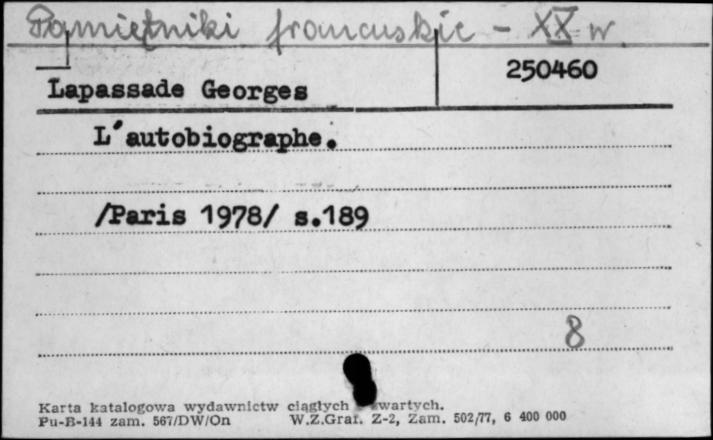 Pamiętniki francuskie - XX w.
250460
Lapassade Georges
L'autobiographe.
/Paris 1978/ s.189
8
Karta katalogowa wydawnictw ciągłych zwartych.
Pu-B-144 zam. 567/DW/On W.Z.Graf. Z-2, Zam. 502/77, 6 400 000